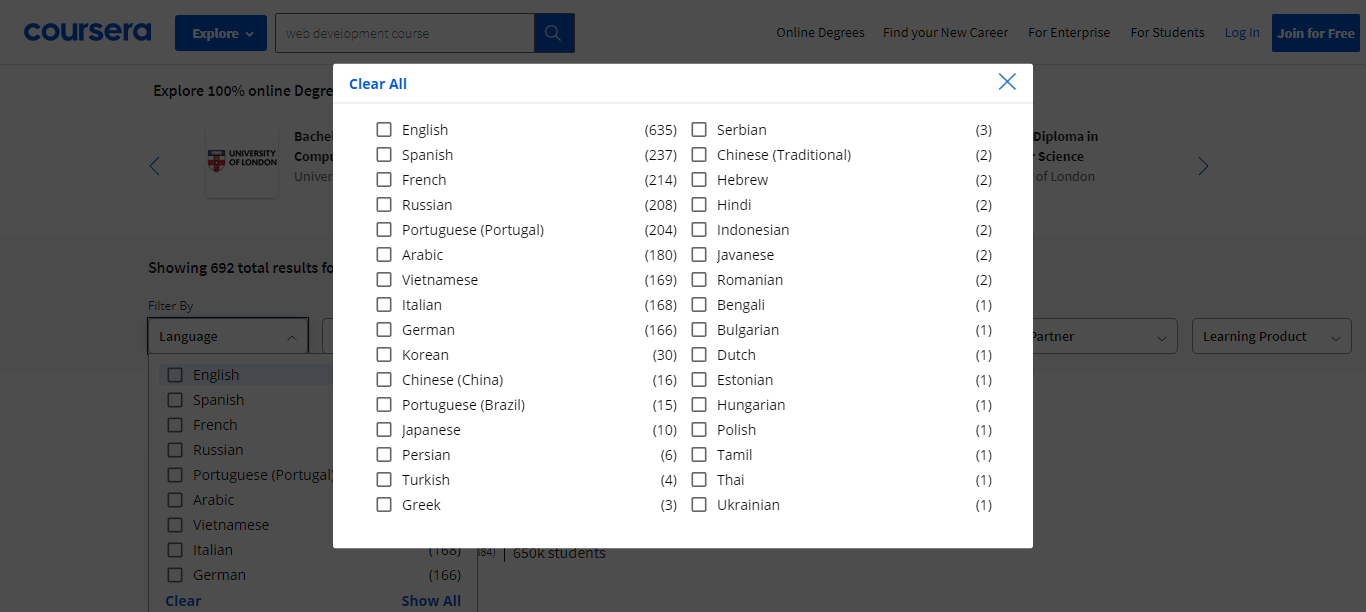 coursera
Explore
web development course
Online Degrees
Find your New Career
For Enterprise
For Students
Log In
Join for Free
Explore 100% online Degre
UNIVERSITY
OF LONDON
Bache
Compu
Univer
Diploma in
Science
of London
Showing 692 total results fo
Filter By
Language
Partner
Learning Product
English
Spanish
French
Russian
Portuguese (Portugal)
Arabic
Vietnamese
Italian (168)
German (166)
Clear Show All
650k students
Clear All
English (635)
Spanish (237)
French (214)
Russian (208)
Portuguese (Portugal) (204)
Arabic (180)
Vietnamese (169)
Italian (168)
German (166)
Korean (30)
Chinese (China) (16)
Portuguese (Brazil) (15)
Japanese (10)
Persian (6)
Turkish (4)
Greek (3)
Serbian (3)
Chinese (Traditional) (2)
Hebrew (2)
Hindi (2)
Indonesian (2)
Javanese (2)
Romanian (2)
Bengali (1)
Bulgarian (1)
Dutch (1)
Estonian (1)
Hungarian (1)
Polish (1)
Tamil (1)
Thai (1)
Ukrainian (1)